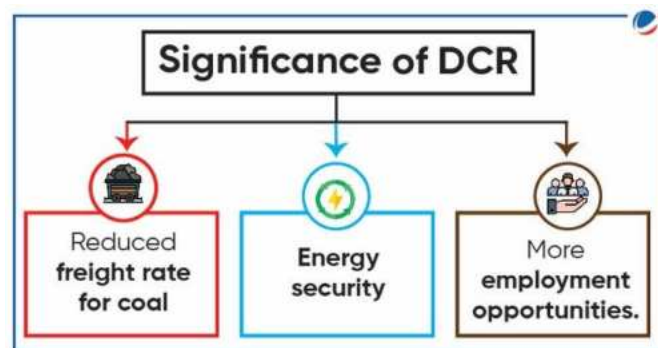 Significance of DCR
Reduced
freight rate
for coal
Energy
security
More
employment
opportunities.